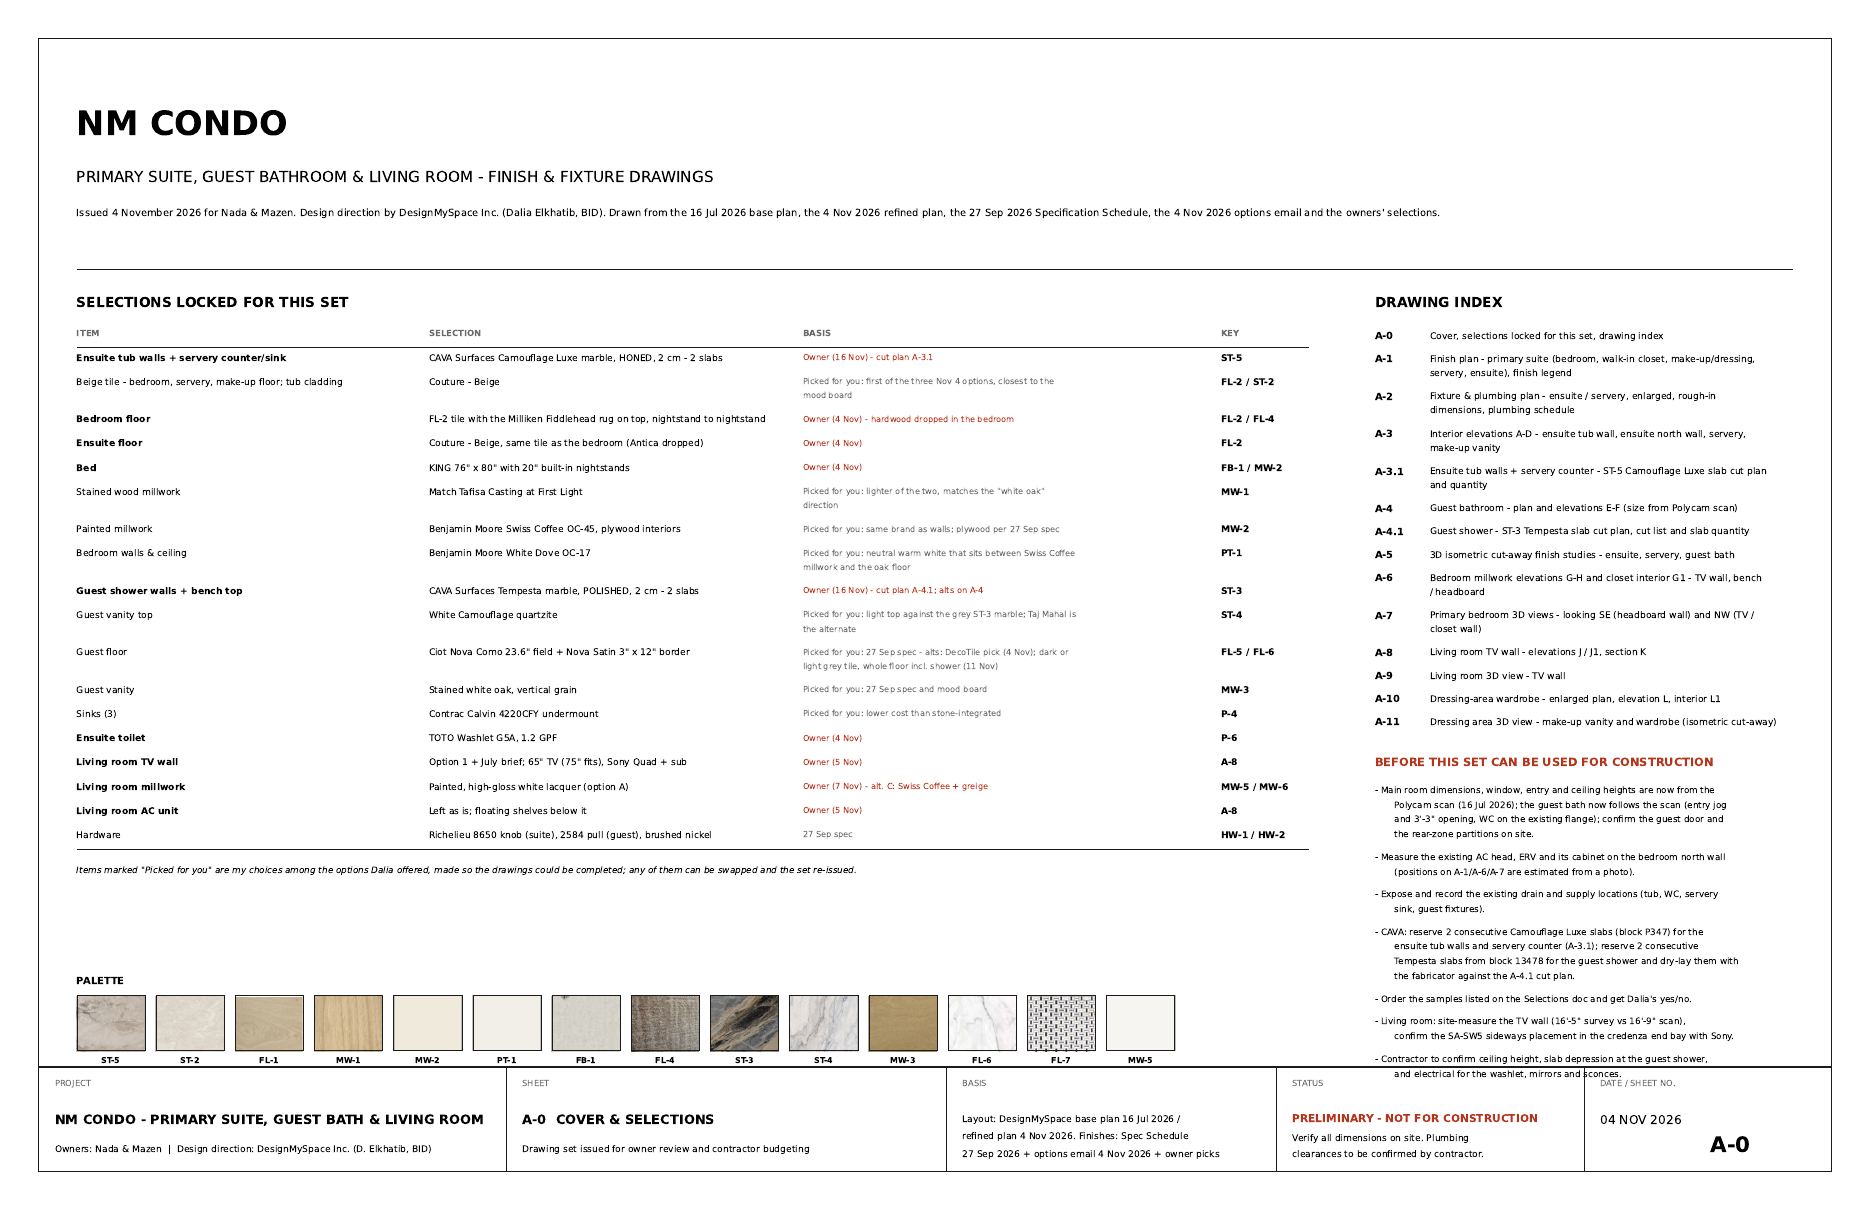 NM CONDO
PRIMARY SUITE, GUEST BATHROOM & LIVING ROOM - FINISH & FIXTURE DRAWINGS
Issued 4 November 2026 for Nada & Mazen. Design direction by DesignMySpace Inc. (Dalia Elkhatib, BID). Drawn from the 16 Jul 2026 base plan, the 4 Nov 2026 refined plan, the 27 Sep 2026 Specification Schedule, the 4 Nov 2026 options email and the owners' selections.
SELECTIONS LOCKED FOR THIS SET
ITEM SELECTION BASIS KEY
Ensuite tub walls + servery counter/sink CAVA Surfaces Camouflage Luxe marble, HONED, 2 cm - 2 slabs Owner (16 Nov) - cut plan A-3.1 ST-5
Beige tile - bedroom, servery, make-up floor; tub cladding Couture - Beige Picked for you: first of the three Nov 4 options, closest to the FL-2 / ST-2
mood board
Bedroom floor FL-2 tile with the Milliken Fiddlehead rug on top, nightstand to nightstand Owner (4 Nov) - hardwood dropped in the bedroom FL-2 / FL-4
Ensuite floor Couture - Beige, same tile as the bedroom (Antica dropped) Owner (4 Nov) FL-2
Bed KING 76" x 80" with 20" built-in nightstands Owner (4 Nov) FB-1 / MW-2
Stained wood millwork Match Tafisa Casting at First Light Picked for you: lighter of the two, matches the "white oak" MW-1
direction
Painted millwork Benjamin Moore Swiss Coffee OC-45, plywood interiors Picked for you: same brand as walls; plywood per 27 Sep spec MW-2
Bedroom walls & ceiling Benjamin Moore White Dove OC-17 Picked for you: neutral warm white that sits between Swiss Coffee PT-1
millwork and the oak floor
Guest shower walls + bench top CAVA Surfaces Tempesta marble, POLISHED, 2 cm - 2 slabs Owner (16 Nov) - cut plan A-4.1; alts on A-4 ST-3
Guest vanity top White Camouflage quartzite Picked for you: light top against the grey ST-3 marble; Taj Mahal is ST-4
the alternate
Guest floor Ciot Nova Como 23.6" field + Nova Satin 3" x 12" border Picked for you: 27 Sep spec - alts: DecoTile pick (4 Nov); dark or FL-5 / FL-6
light grey tile, whole floor incl. shower (11 Nov)
Guest vanity Stained white oak, vertical grain Picked for you: 27 Sep spec and mood board MW-3
Sinks (3) Contrac Calvin 4220CFY undermount Picked for you: lower cost than stone-integrated P-4
Ensuite toilet TOTO Washlet G5A, 1.2 GPF Owner (4 Nov) P-6
Living room TV wall Option 1 + July brief; 65" TV (75" fits), Sony Quad + sub Owner (5 Nov) A-8
Living room millwork Painted, high-gloss white lacquer (option A) Owner (7 Nov) - alt. C: Swiss Coffee + greige MW-5 / MW-6
Living room AC unit Left as is; floating shelves below it Owner (5 Nov) A-8
Hardware Richelieu 8650 knob (suite), 2584 pull (guest), brushed nickel 27 Sep spec HW-1 / HW-2
Items marked "Picked for you" are my choices among the options Dalia offered, made so the drawings could be completed; any of them can be swapped and the set re-issued.
PALETTE
ST-5 ST-2 FL-1 MW-1 MW-2 PT-1 FB-1 FL-4 ST-3 ST-4 MW-3 FL-6 FL-7 MW-5
DRAWING INDEX
A-0 Cover, selections locked for this set, drawing index
A-1 Finish plan - primary suite (bedroom, walk-in closet, make-up/dressing,
servery, ensuite), finish legend
A-2 Fixture & plumbing plan - ensuite / servery, enlarged, rough-in
dimensions, plumbing schedule
A-3 Interior elevations A-D - ensuite tub wall, ensuite north wall, servery,
make-up vanity
A-3.1 Ensuite tub walls + servery counter - ST-5 Camouflage Luxe slab cut plan
and quantity
A-4 Guest bathroom - plan and elevations E-F (size from Polycam scan)
A-4.1 Guest shower - ST-3 Tempesta slab cut plan, cut list and slab quantity
A-5 3D isometric cut-away finish studies - ensuite, servery, guest bath
A-6 Bedroom millwork elevations G-H and closet interior G1 - TV wall, bench
/ headboard
A-7 Primary bedroom 3D views - looking SE (headboard wall) and NW (TV /
closet wall)
A-8 Living room TV wall - elevations J / J1, section K
A-9 Living room 3D view - TV wall
A-10 Dressing-area wardrobe - enlarged plan, elevation L, interior L1
A-11 Dressing area 3D view - make-up vanity and wardrobe (isometric cut-away)
BEFORE THIS SET CAN BE USED FOR CONSTRUCTION
- Main room dimensions, window, entry and ceiling heights are now from the
Polycam scan (16 Jul 2026); the guest bath now follows the scan (entry jog
and 3'-3" opening, WC on the existing flange); confirm the guest door and
the rear-zone partitions on site.
- Measure the existing AC head, ERV and its cabinet on the bedroom north wall
(positions on A-1/A-6/A-7 are estimated from a photo).
- Expose and record the existing drain and supply locations (tub, WC, servery
sink, guest fixtures).
- CAVA: reserve 2 consecutive Camouflage Luxe slabs (block P347) for the
ensuite tub walls and servery counter (A-3.1); reserve 2 consecutive
Tempesta slabs from block 13478 for the guest shower and dry-lay them with
the fabricator against the A-4.1 cut plan.
- Order the samples listed on the Selections doc and get Dalia's yes/no.
- Living room: site-measure the TV wall (16'-5" survey vs 16'-9" scan),
confirm the SA-SW5 sideways placement in the credenza end bay with Sony.
- Contractor to confirm ceiling height, slab depression at the guest shower,
and electrical for the washlet, mirrors and sconces.
PROJECT
NM CONDO - PRIMARY SUITE, GUEST BATH & LIVING ROOM
Owners: Nada & Mazen | Design direction: DesignMySpace Inc. (D. Elkhatib, BID)
SHEET
A-0 COVER & SELECTIONS
Drawing set issued for owner review and contractor budgeting
BASIS
Layout: DesignMySpace base plan 16 Jul 2026 /
refined plan 4 Nov 2026. Finishes: Spec Schedule
27 Sep 2026 + options email 4 Nov 2026 + owner picks
STATUS
PRELIMINARY - NOT FOR CONSTRUCTION
Verify all dimensions on site. Plumbing
clearances to be confirmed by contractor.
DATE / SHEET NO.
04 NOV 2026
A-0